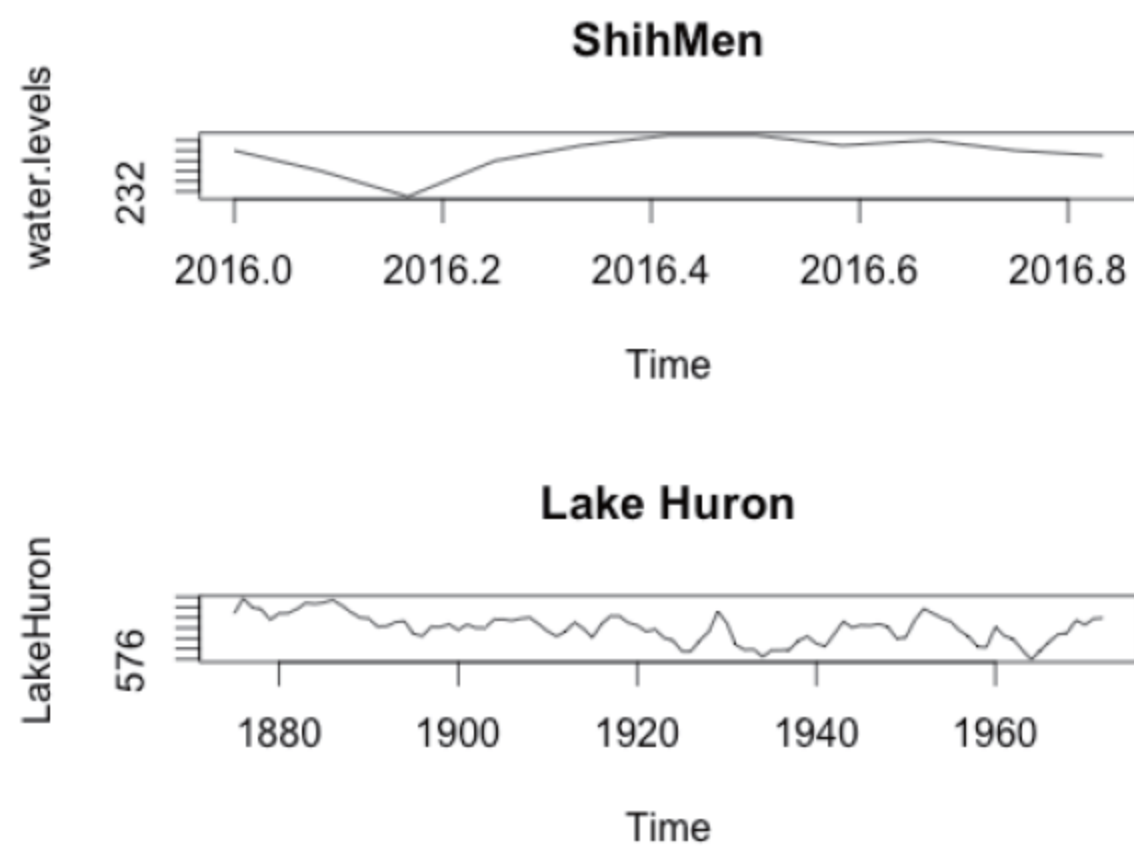 ShihMen
water.levels
232
2016.0 2016.2 2016.4 2016.6 2016.8
Time
Lake Huron
LakeHuron
576
1880 1900 1920 1940 1960
Time